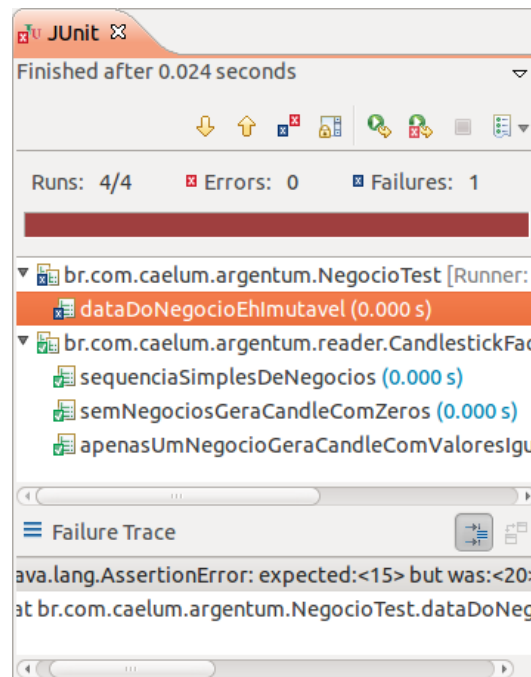 JUnit
Finished after 0.024 seconds
Runs: 4/4 Errors: 0 Failures: 1
br.com.caelum.argentum.NegocioTest [Runner:
dataDoNegocioEhImutavel (0.000 s)
br.com.caelum.argentum.reader.CandlestickFac
sequenciaSimplesDeNegocios (0.000 s)
semNegociosGeraCandleComZeros (0.000 s)
apenasUmNegocioGeraCandleComValoresIgu
Failure Trace
ava.lang.AssertionError: expected:<15> but was:<20>
at br.com.caelum.argentum.NegocioTest.dataDoNeg